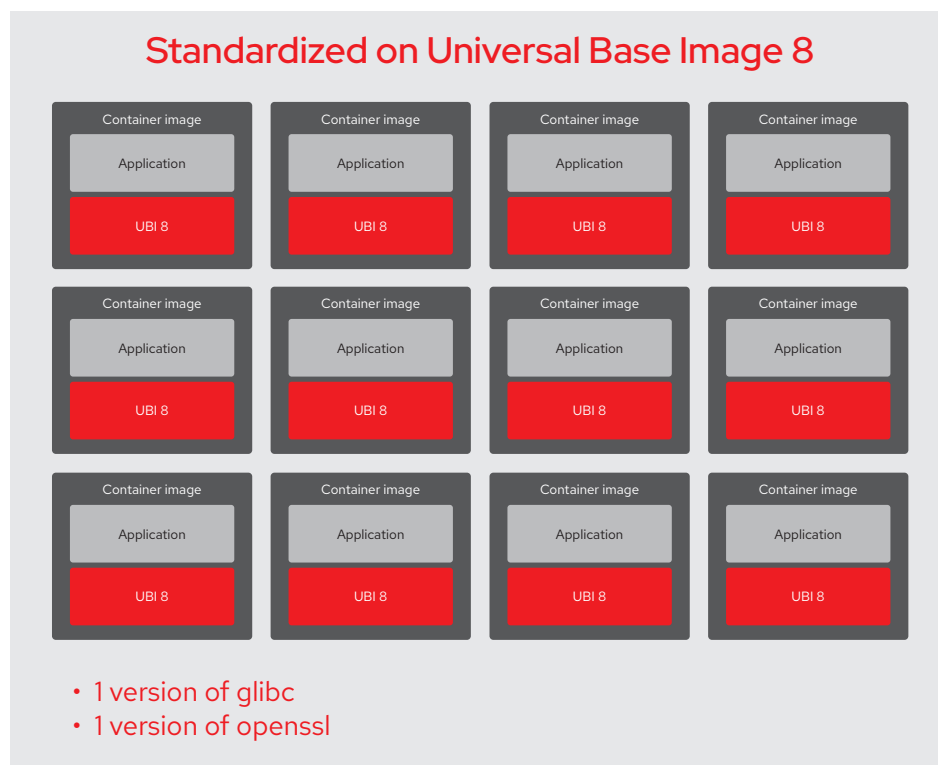 Standardized on Universal Base Image 8
Container image Container image Container image Container image
Application Application Application Application
UBI 8 UBI 8 UBI 8 UBI 8
Container image Container image Container image Container image
Application Application Application Application
UBI 8 UBI 8 UBI 8 UBI 8
Container image Container image Container image Container image
Application Application Application Application
UBI 8 UBI 8 UBI 8 UBI 8
• 1 version of glibc
• 1 version of openssl